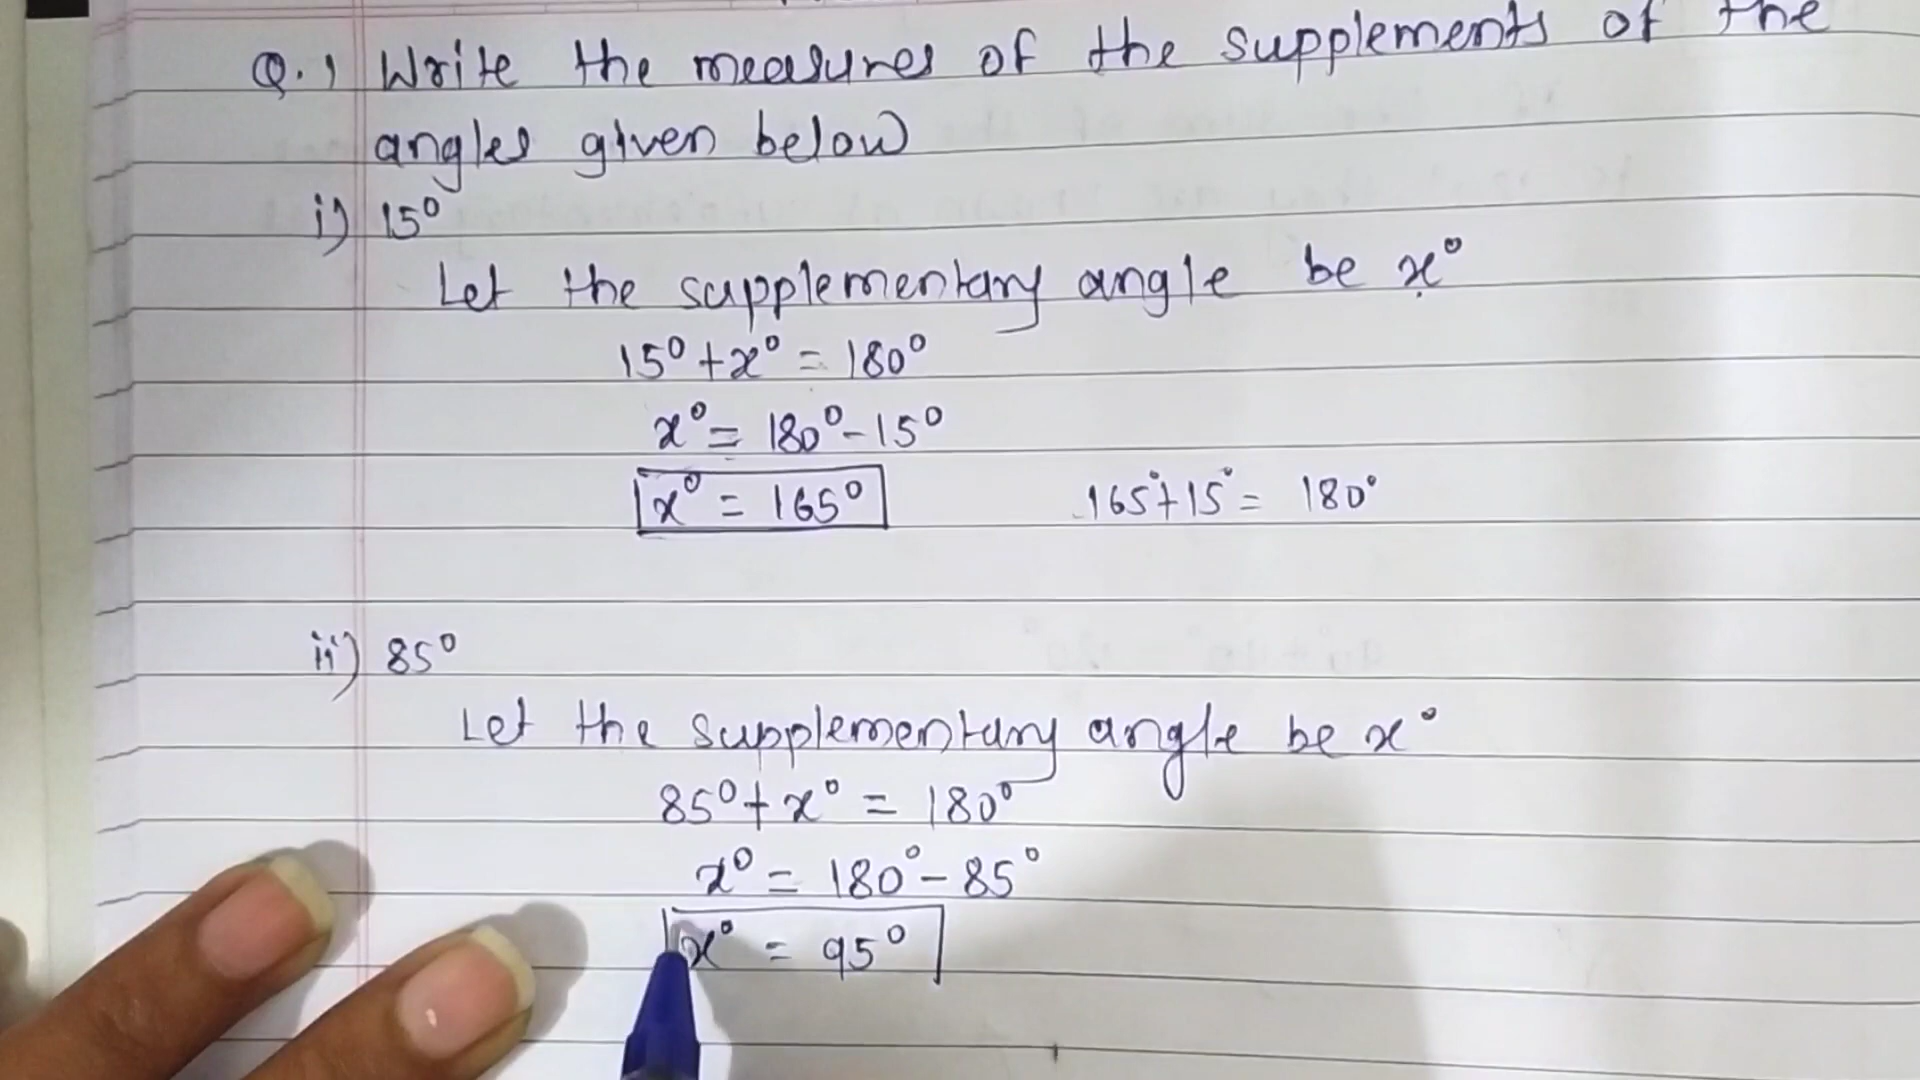 Q.1 Write the measures of the supplements of the
angles given below
i) 15°
Let the supplementary angle be x°
15° + x° = 180°
x° = 180° - 15°
x° = 165° 165° + 15° = 180°
ii) 85°
Let the supplementary angle be x°
85° + x° = 180°
x° = 180° - 85°
x° = 95°